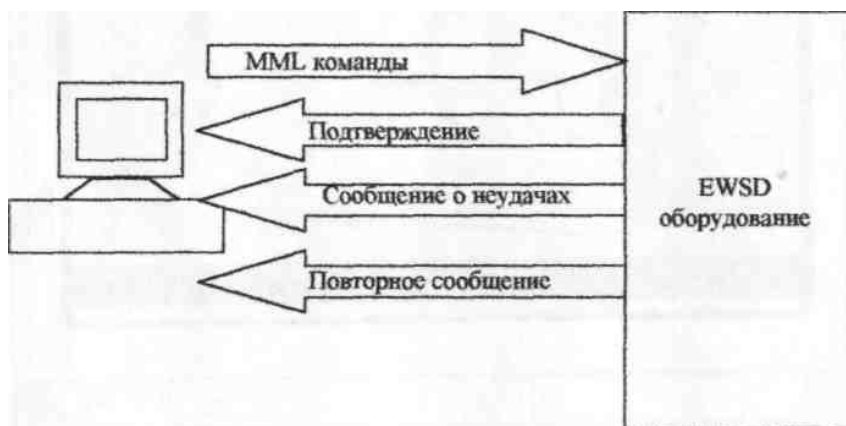 MML команды
Подтверждение
Сообщение о неудачах
Повторное сообщение
EWSD
оборудование